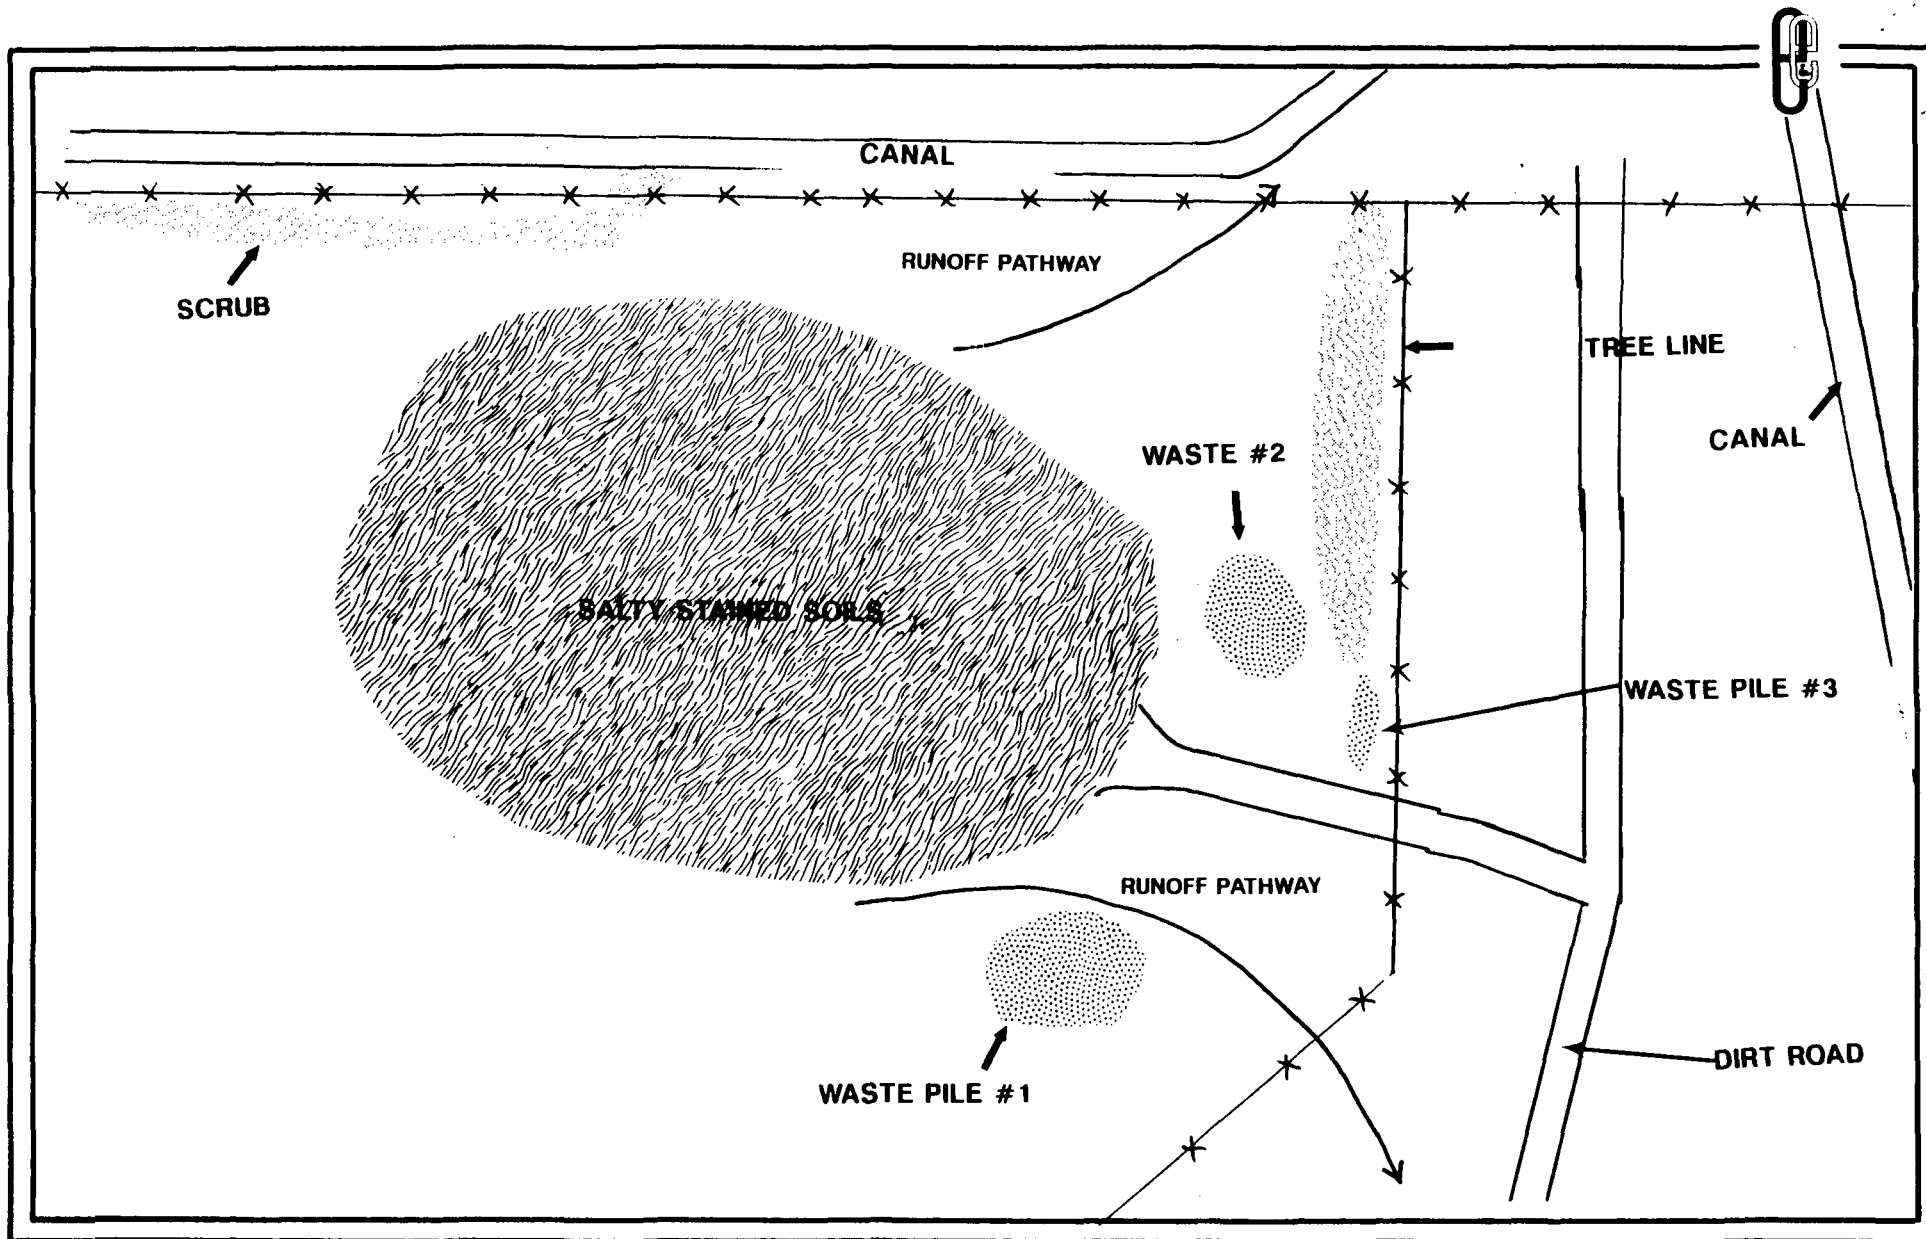 CANAL
RUNOFF PATHWAY
SCRUB
TREE LINE
CANAL
WASTE #2
SALTY STAINED SOILS
WASTE PILE #3
RUNOFF PATHWAY
DIRT ROAD
WASTE PILE #1